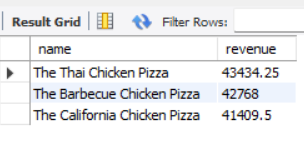 Result Grid Filter Rows:
name revenue
The Thai Chicken Pizza 43434.25
The Barbecue Chicken Pizza 42768
The California Chicken Pizza 41409.5